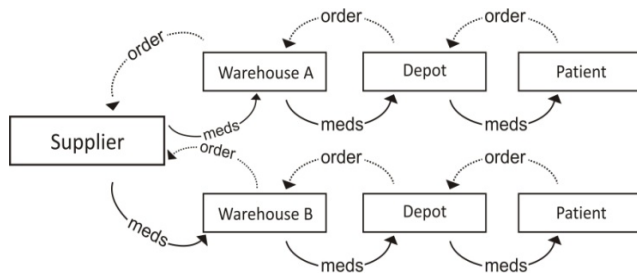 order
order
order
Warehouse A
Depot
Patient
meds
meds
meds
Supplier
order
order
order
meds
Warehouse B
Depot
Patient
meds
meds